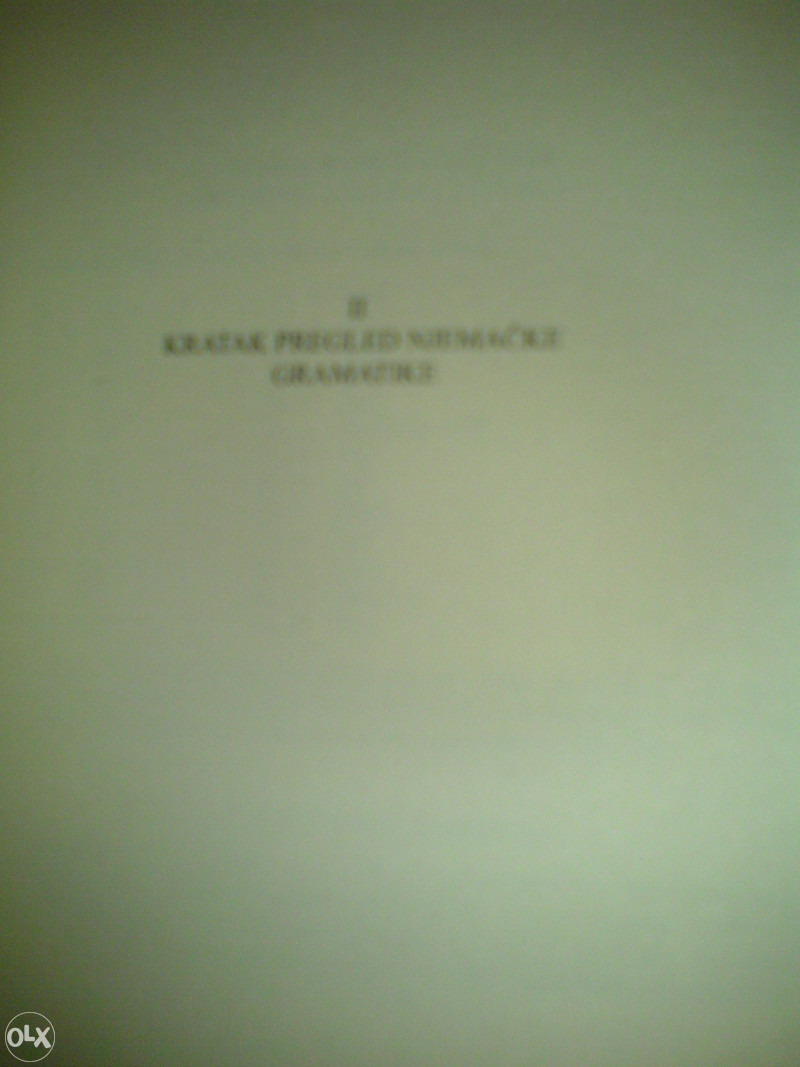 II
KRATAK PREGLED NJEMAČKE
GRAMATIKE
OLX